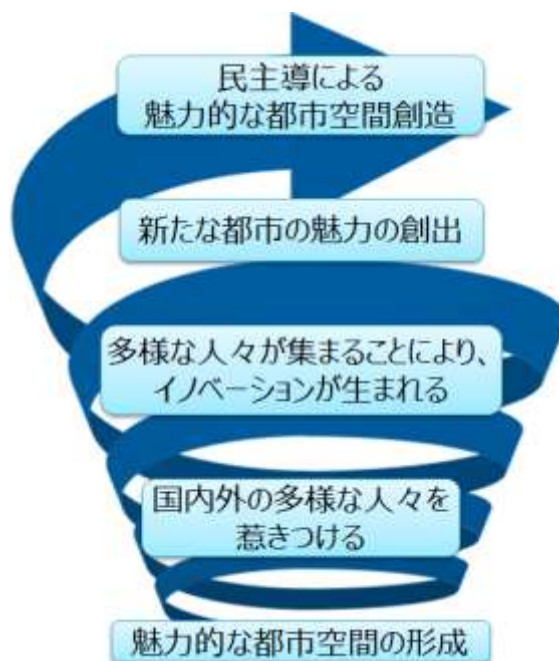 民主導による
魅力的な都市空間創造
新たな都市の魅力の創出
多様な人々が集まることにより、
イノベーションが生まれる
国内外の多様な人々を
惹きつける
魅力的な都市空間の形成